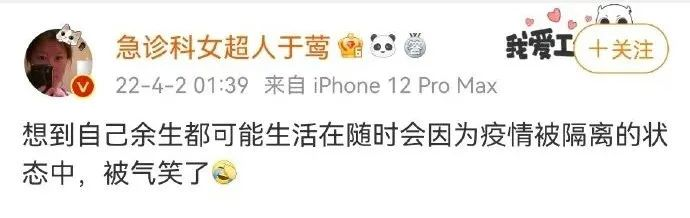 急诊科女超人于莺
我爱工
+关注
22-4-2 01:39 来自 iPhone 12 Pro Max
想到自己余生都可能生活在随时会因为疫情被隔离的状
态中，被气笑了🤣